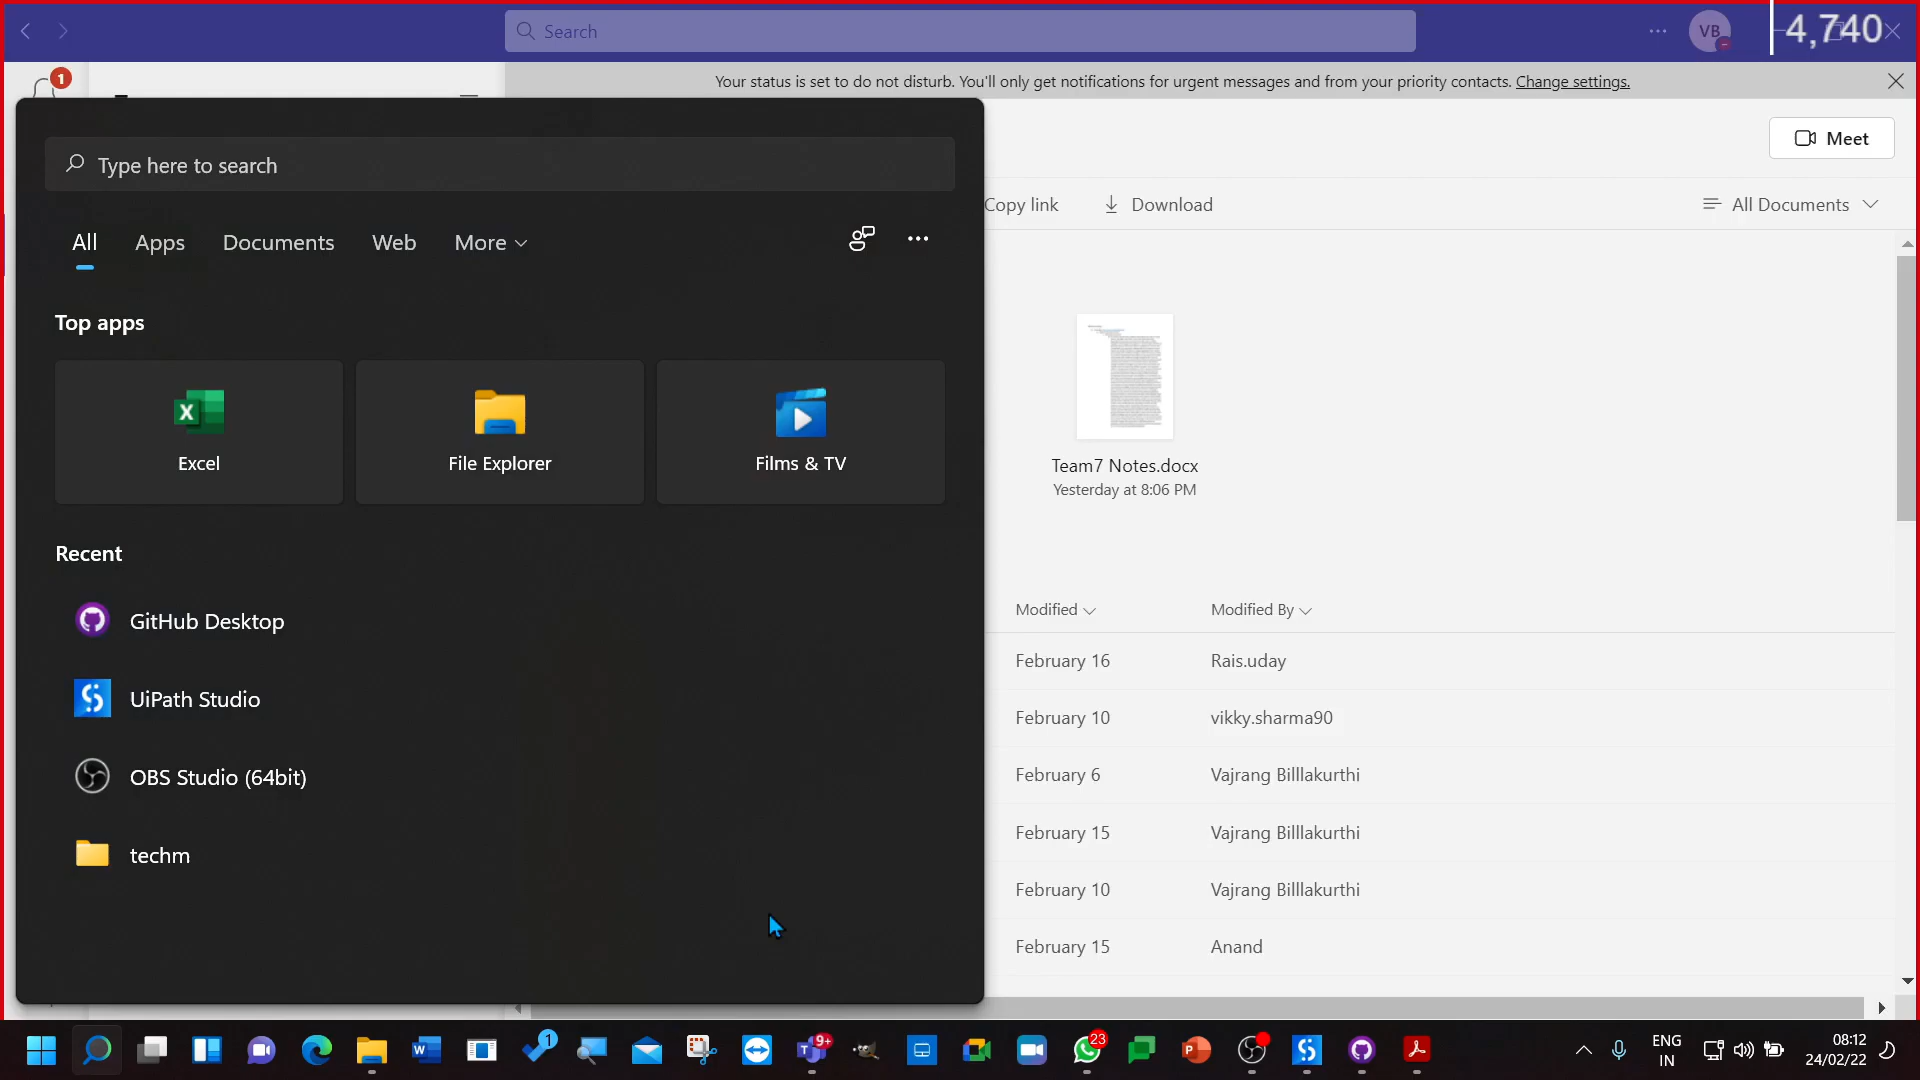 Search
VB
4,740
1
Your status is set to do not disturb. You'll only get notifications for urgent messages and from your priority contacts. Change settings.
Meet
Type here to search
Copy link
Download
All Documents
All
Apps
Documents
Web
More
Top apps
Excel
File Explorer
Films & TV
Team7 Notes.docx
Yesterday at 8:06 PM
Recent
GitHub Desktop
UiPath Studio
OBS Studio (64bit)
techm
Modified
Modified By
February 16
Rais.uday
February 10
vikky.sharma90
February 6
Vajrang Billlakurthi
February 15
Vajrang Billlakurthi
February 10
Vajrang Billlakurthi
February 15
Anand
1
9+
23
ENG
IN
08:12
24/02/22